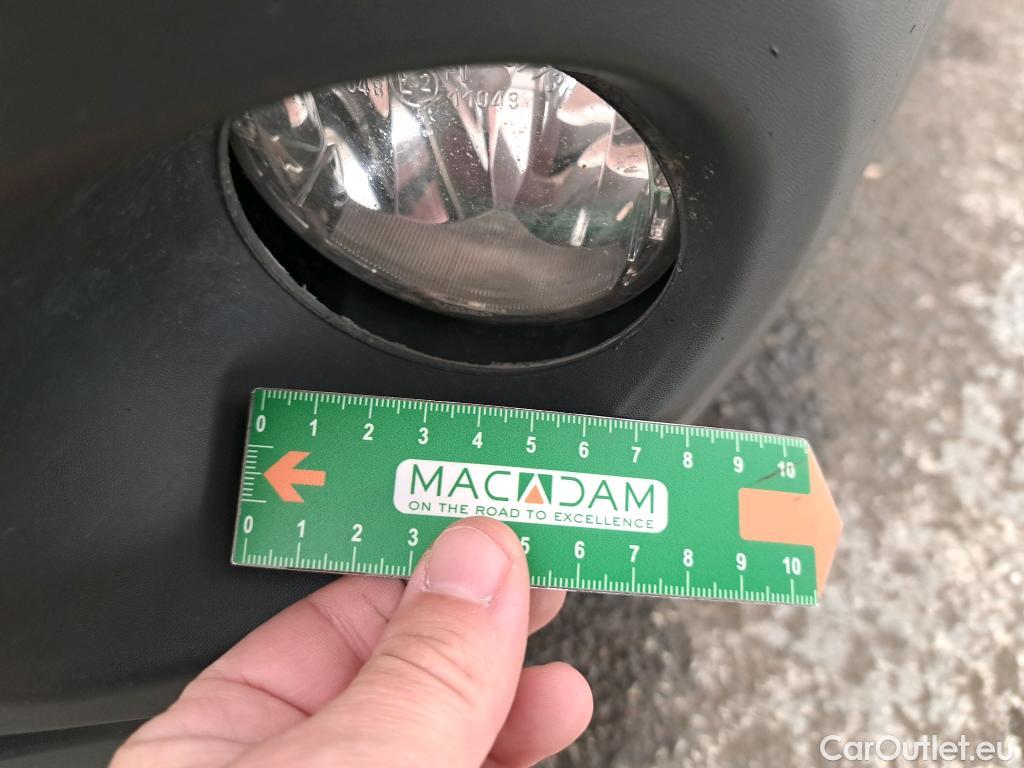 11049
0 1 2 3 4 5 6 7 8 9 10
MACADAM
ON THE ROAD TO EXCELLENCE
0 1 2 3 5 6 7 8 9 10
CarOutlet.eu